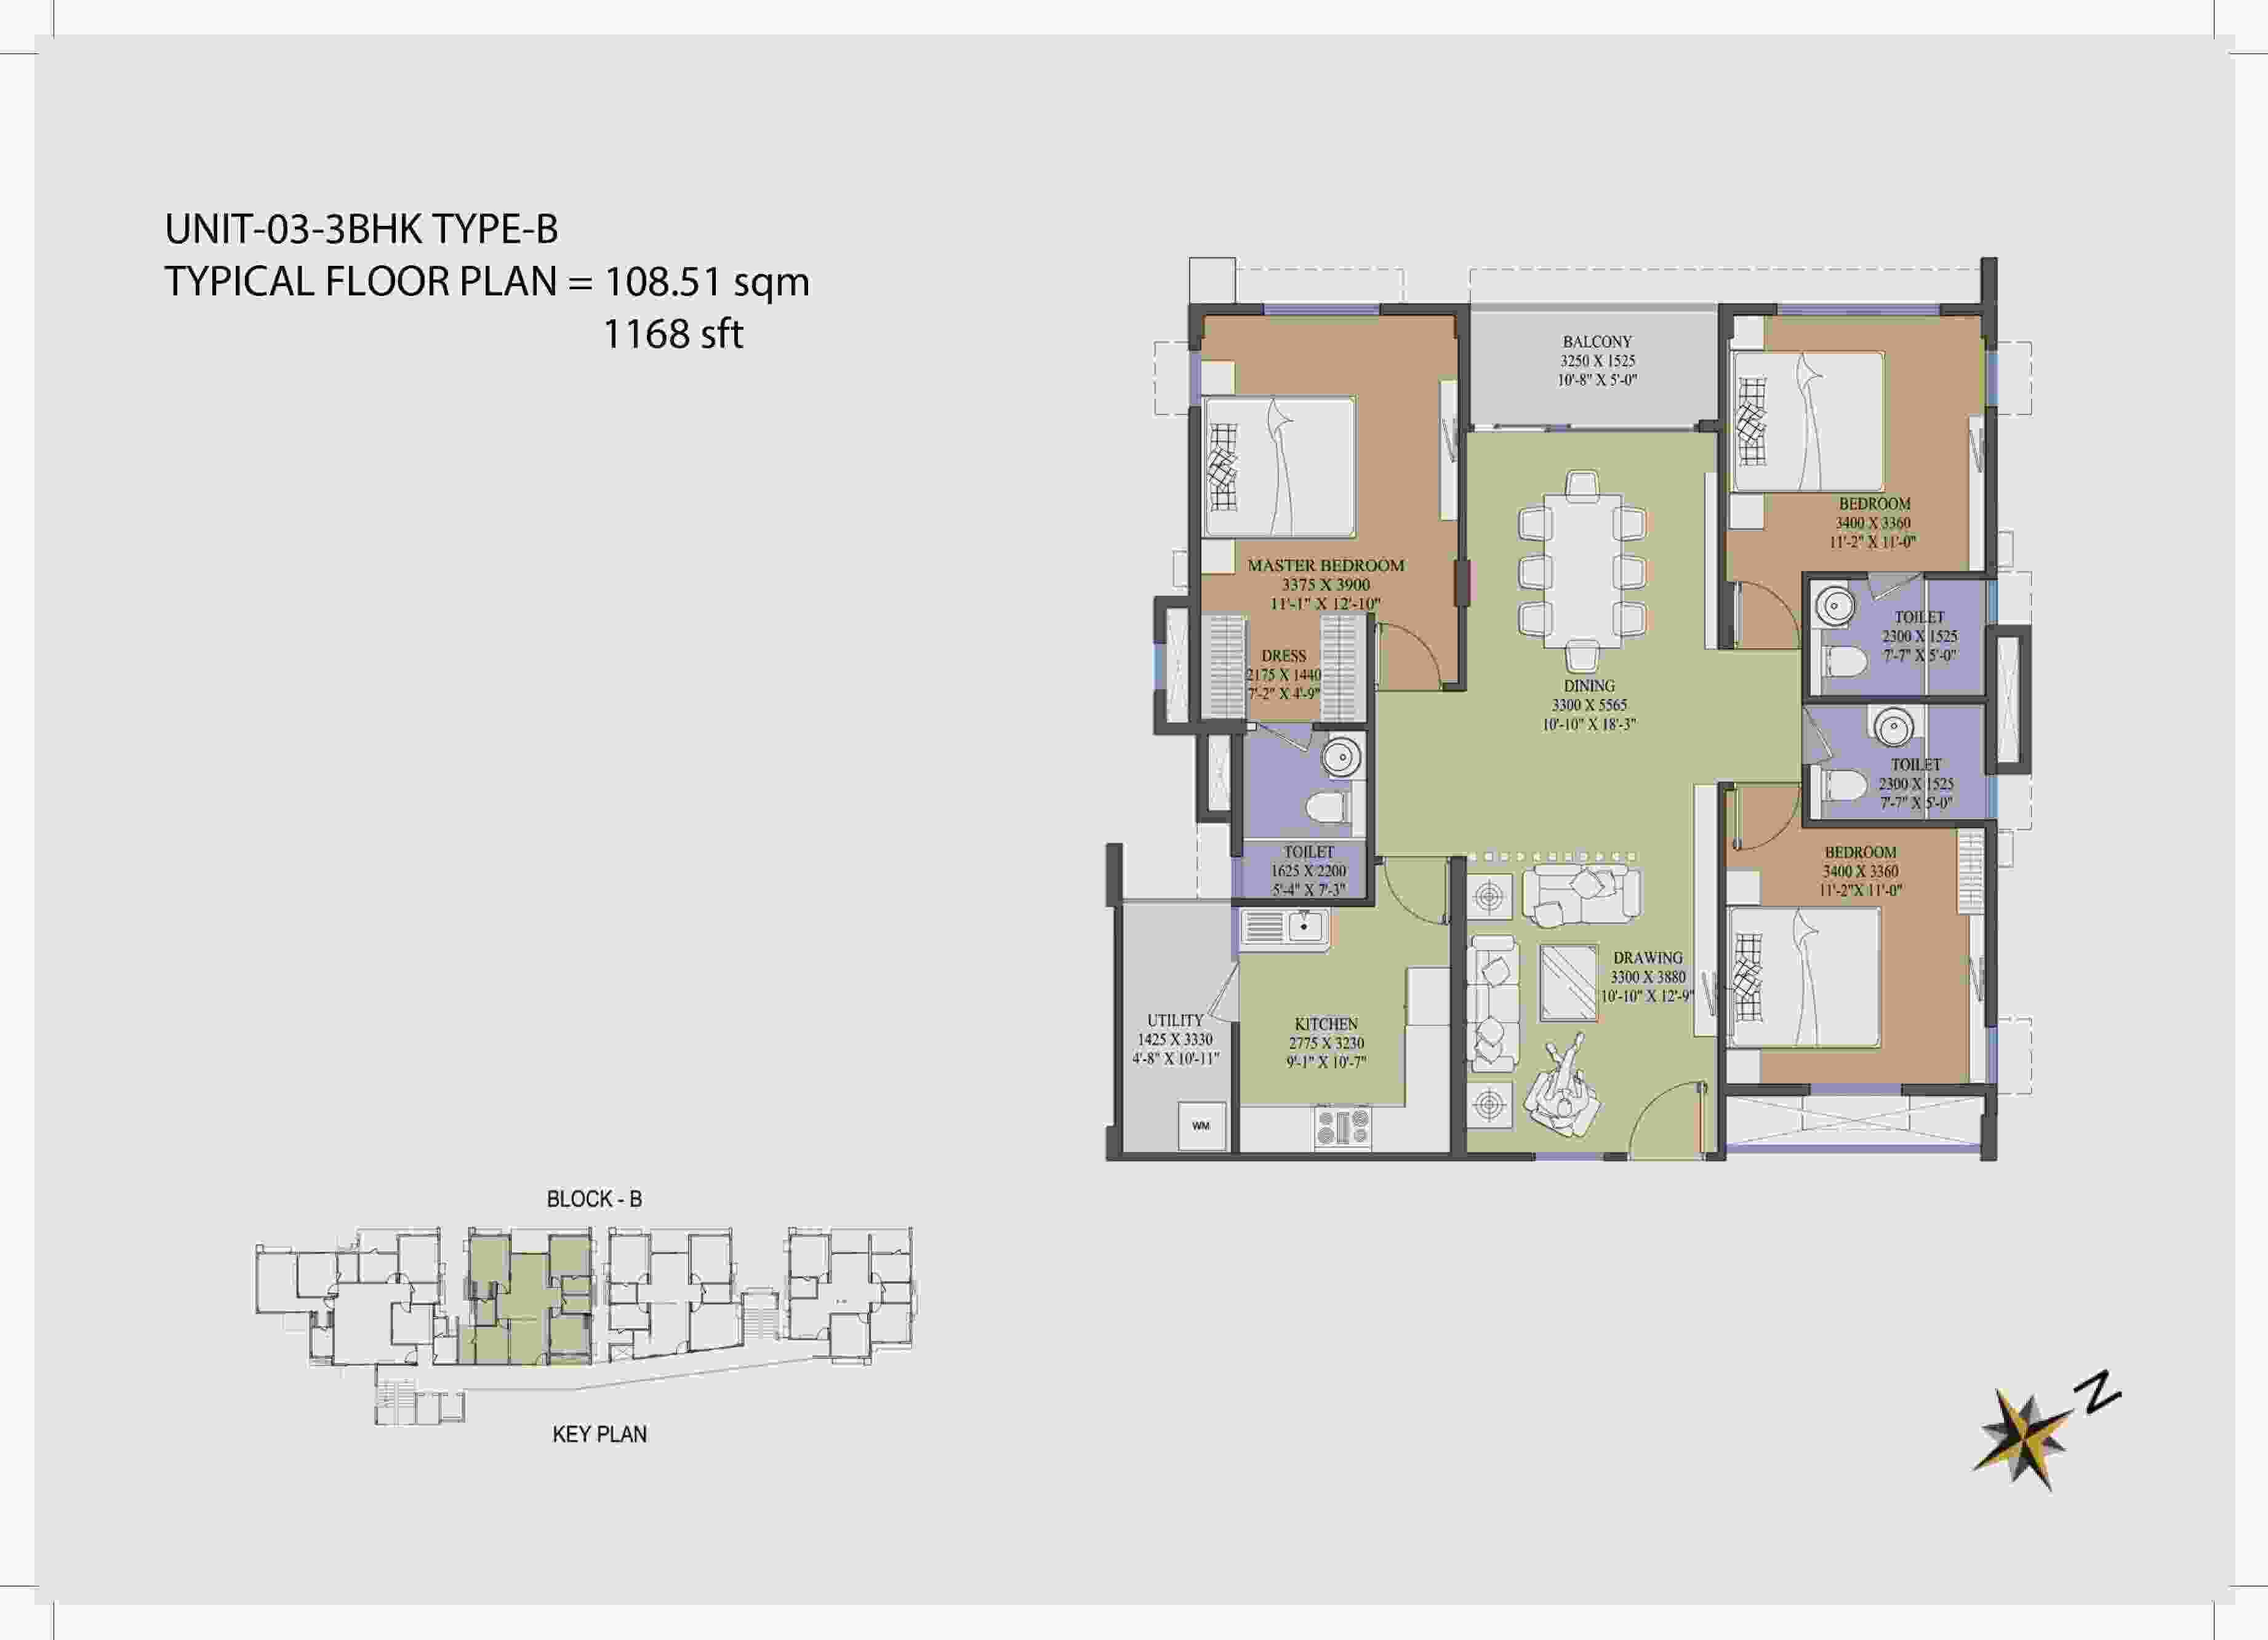 UNIT-03-3BHK TYPE-B
TYPICAL FLOOR PLAN = 108.51 sqm
1168 sft
BALCONY
3250 X 1525
10'-8" X 5'-0"
BEDROOM
3400 X 3360
11'-2" X 11'-0"
MASTER BEDROOM
3375 X 3900
11'-1" X 12'-10"
TOILET
2300 X 1525
7'-7" X 5'-0"
DRESS
2175 X 1440
7'-2" X 4'-9"
DINING
3300 X 5565
10'-10" X 18'-3"
TOILET
2300 X 1525
7'-7" X 5'-0"
TOILET
1625 X 2200
5'-4" X 7'-3"
BEDROOM
3400 X 3360
11'-2"X 11'-0"
DRAWING
3300 X 3880
10'-10" X 12'-9"
UTILITY
1425 X 3330
4'-8" X 10'-11"
KITCHEN
2775 X 3230
9'-1" X 10'-7"
WM
BLOCK - B
KEY PLAN
N